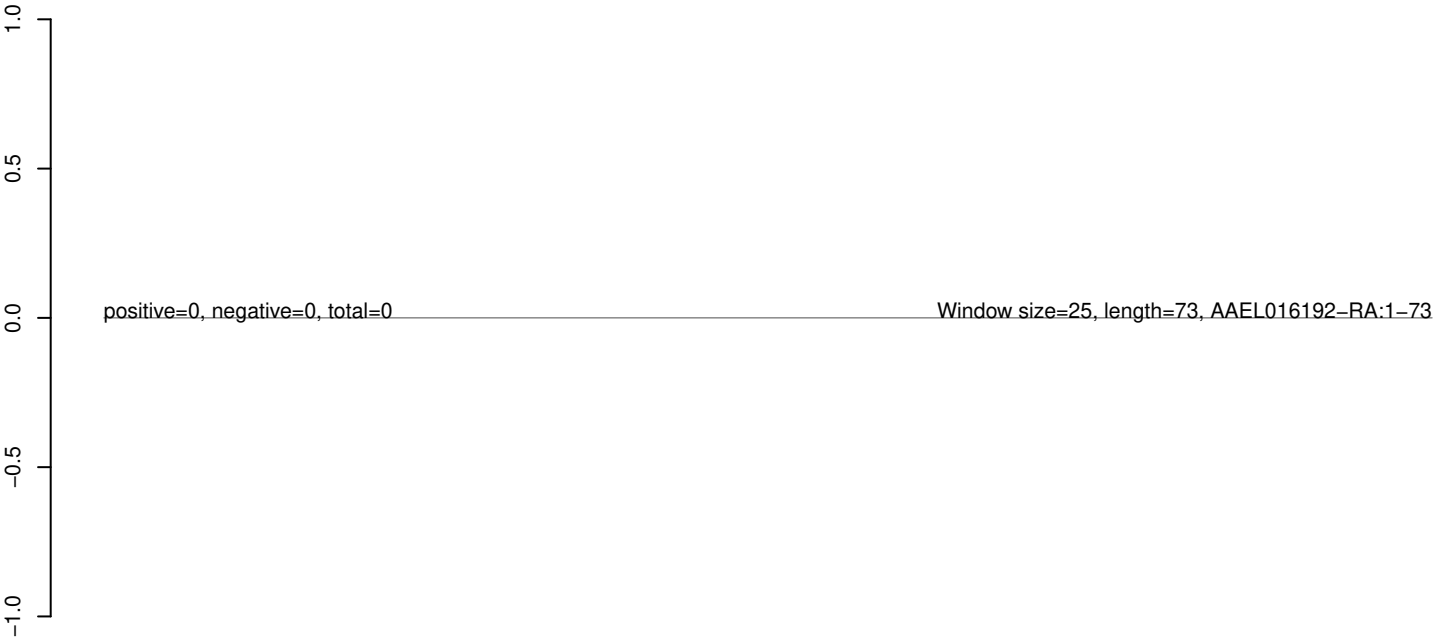 1.0
0.5
0.0
−0.5
−1.0
positive=0, negative=0, total=0
Window size=25, length=73, AAEL016192−RA:1−73